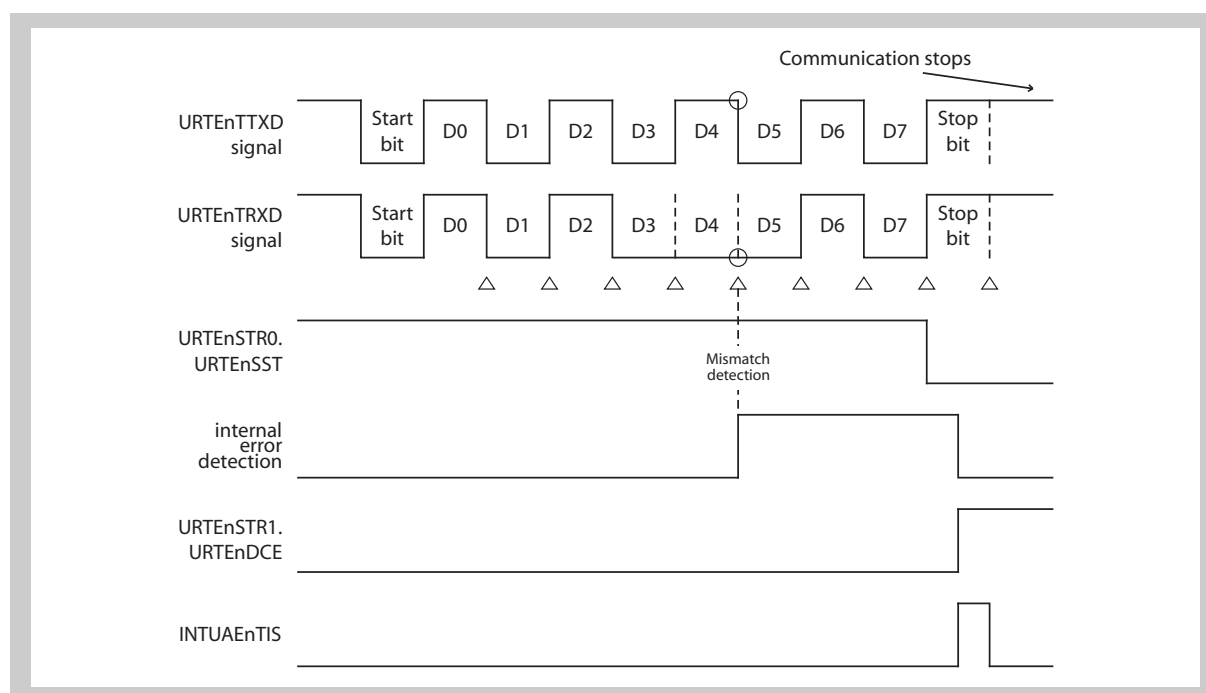 Communication stops
URTEnTTXD
signal
Start
bit
D0
D1
D2
D3
D4
D5
D6
D7
Stop
bit
URTEnTRXD
signal
Start
bit
D0
D1
D2
D3
D4
D5
D6
D7
Stop
bit
URTEnSTR0.
URTEnSST
Mismatch
detection
internal
error
detection
URTEnSTR1.
URTEnDCE
INTUAEnTIS